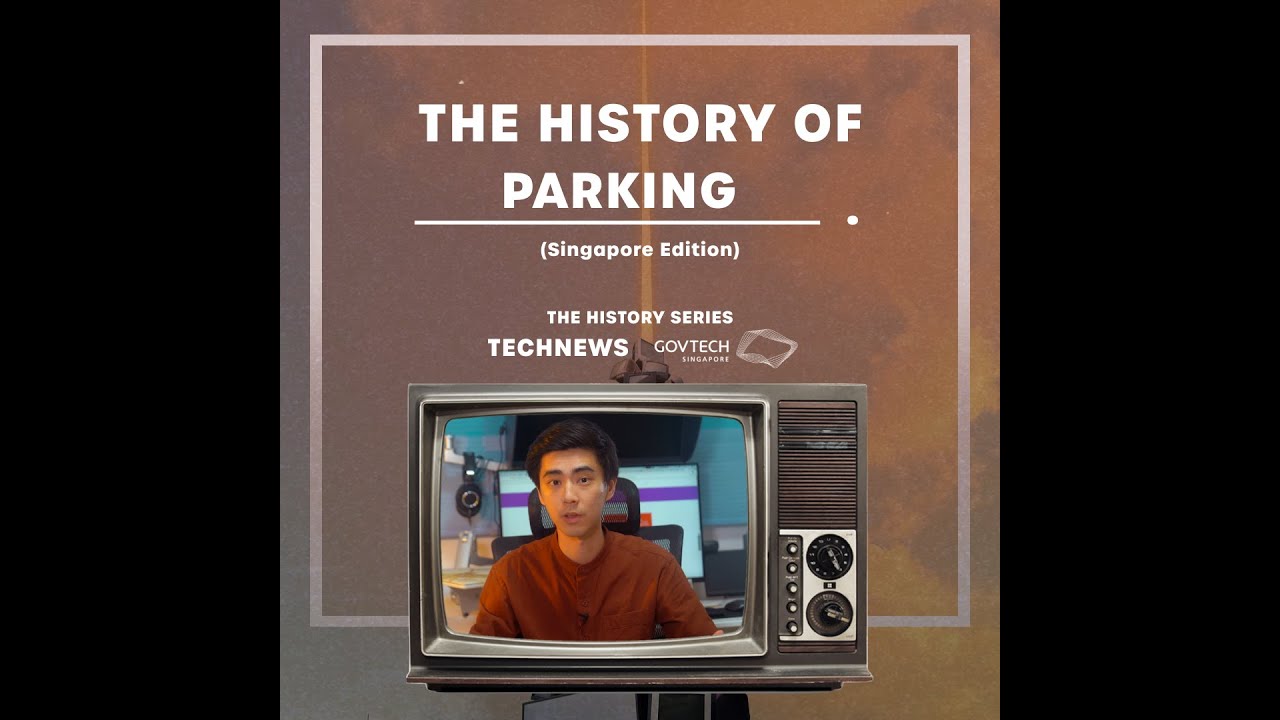 THE HISTORY OF
PARKING .
(Singapore Edition)
THE HISTORY SERIES
TECHNEWS
GOVTECH
SINGAPORE